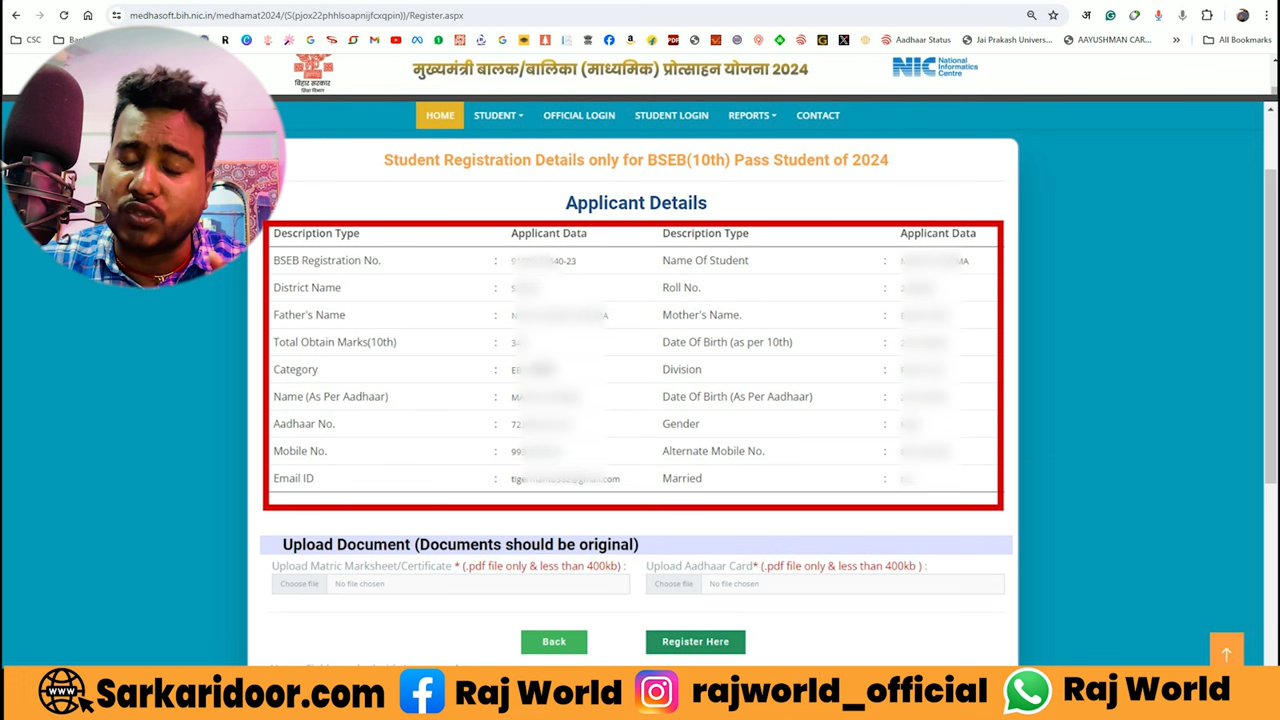 medhasoft.bih.nic.in/medhamat2024/(S(pjox22phhlsoapnijfcxqpin))/Register.aspx
CSC
Aadhaar Status
Jai Prakash Univers...
AAYUSHMAN CAR...
All Bookmarks
बिहार सरकार
शिक्षा विभाग
मुख्यमंत्री बालक/बालिका (माध्यमिक) प्रोत्साहन योजना 2024
NIC National Informatics Centre
HOME STUDENT OFFICIAL LOGIN STUDENT LOGIN REPORTS CONTACT
Student Registration Details only for BSEB(10th) Pass Student of 2024
Applicant Details
Description Type Applicant Data Description Type Applicant Data
BSEB Registration No. : Name Of Student :
District Name : Roll No. :
Father's Name : Mother's Name. :
Total Obtain Marks(10th) : Date Of Birth (as per 10th) :
Category : Division :
Name (As Per Aadhaar) : Date Of Birth (As Per Aadhaar) :
Aadhaar No. : Gender :
Mobile No. : Alternate Mobile No. :
Email ID : Married :
Upload Document (Documents should be original)
Upload Matric Marksheet/Certificate * (.pdf file only & less than 400kb) : Upload Aadhaar Card* (.pdf file only & less than 400kb ) :
Choose file No file chosen Choose file No file chosen
Back Register Here
WWW Sarkaridoor.com Raj World rajworld_official Raj World